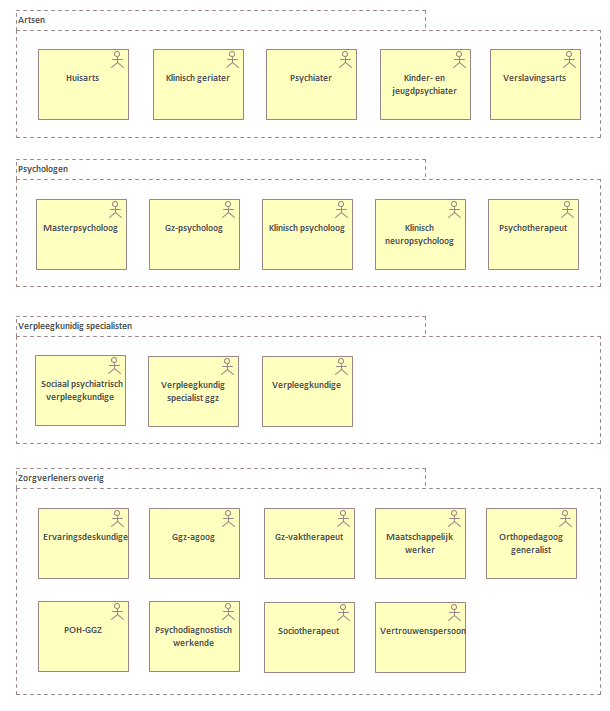 Artsen
Huisarts
Klinisch geriater
Psychiater
Kinder- en
jeugdpsychiater
Verslavingsarts
Psychologen
Masterpsycholoog
Gz-psycholoog
Klinisch psycholoog
Klinisch
neuropsycholoog
Psychotherapeut
Verpleegkunidig specialisten
Sociaal psychiatrisch
verpleegkundige
Verpleegkundig
specialist ggz
Verpleegkundige
Zorgverleners overig
Ervaringsdeskundige
Ggz-agoog
Gz-vaktherapeut
Maatschappelijk
werker
Orthopedagoog
generalist
POH-GGZ
Psychodiagnostisch
werkende
Sociotherapeut
Vertrouwenspersoon